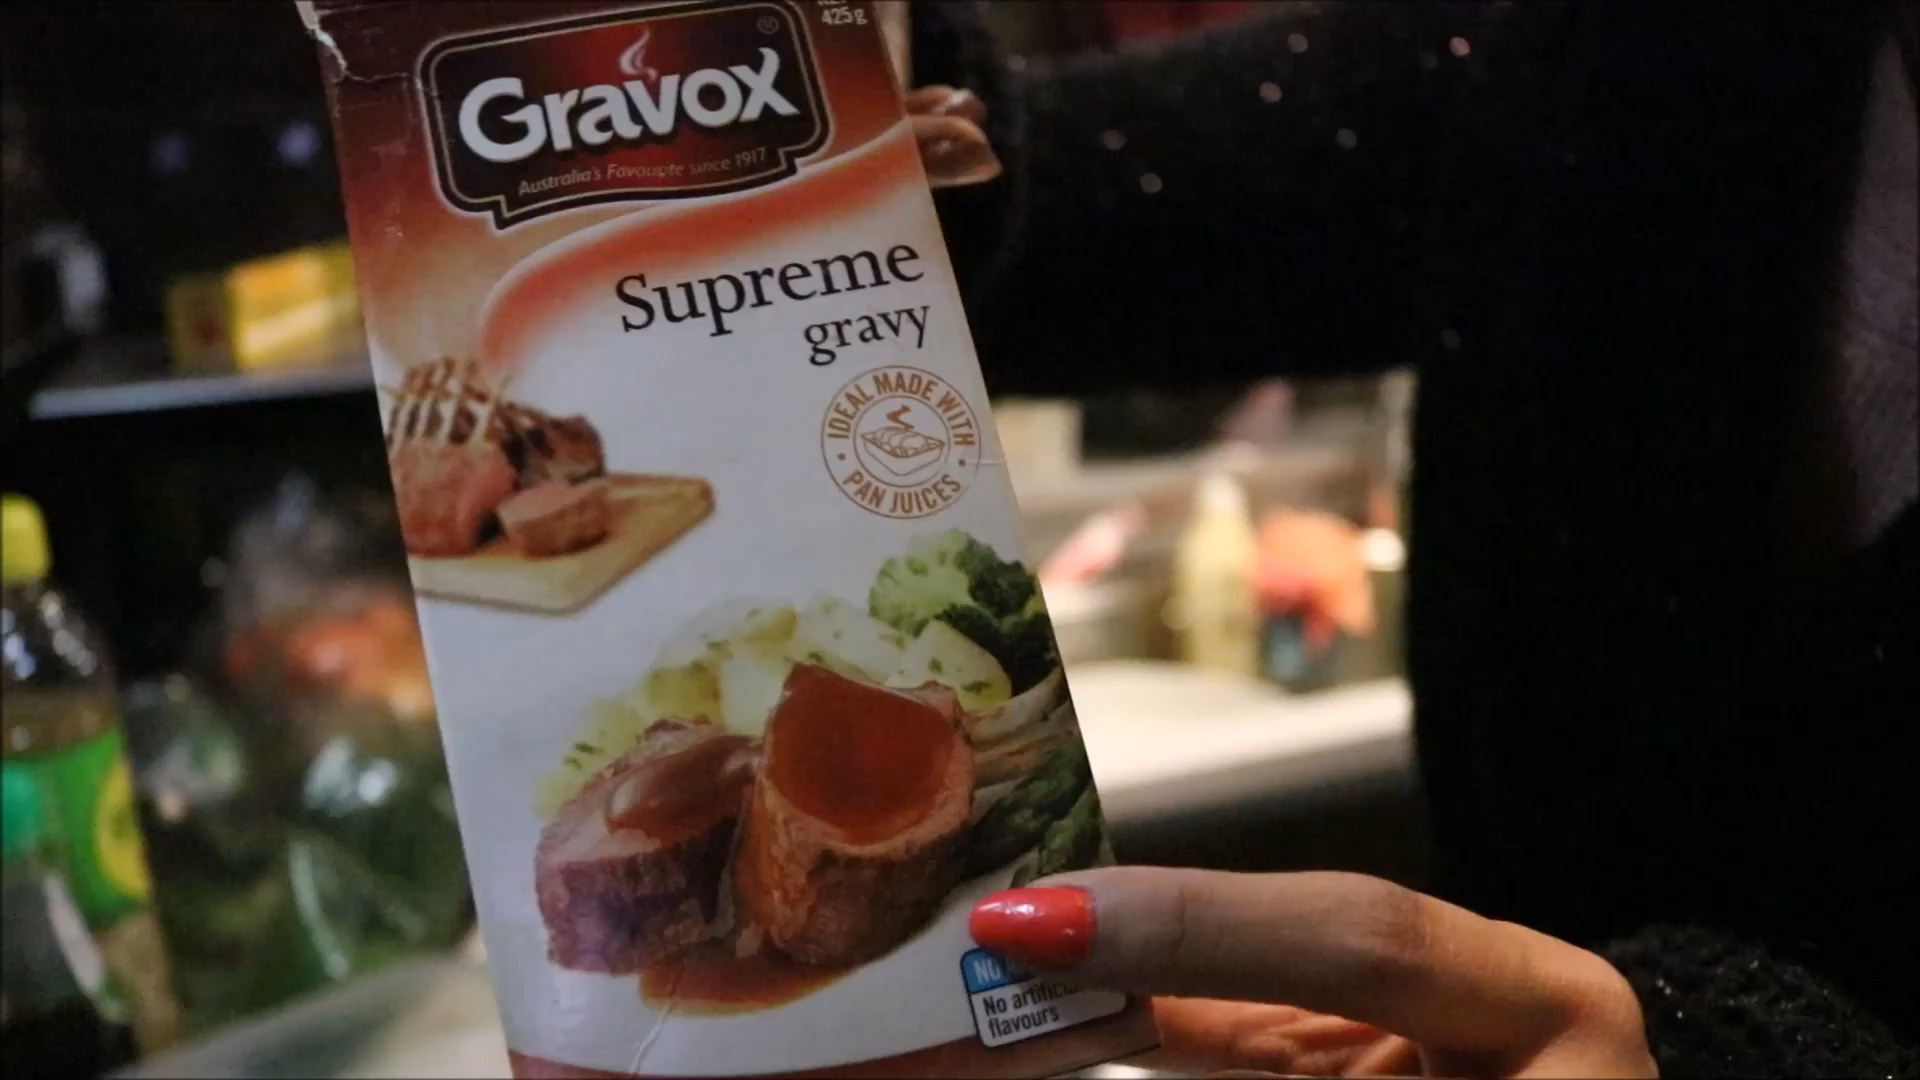 425g
Gravox
®
Australia's Favourite since 1917
Supreme
gravy
IDEAL MADE WITH
PAN JUICES
No artificial
flavours